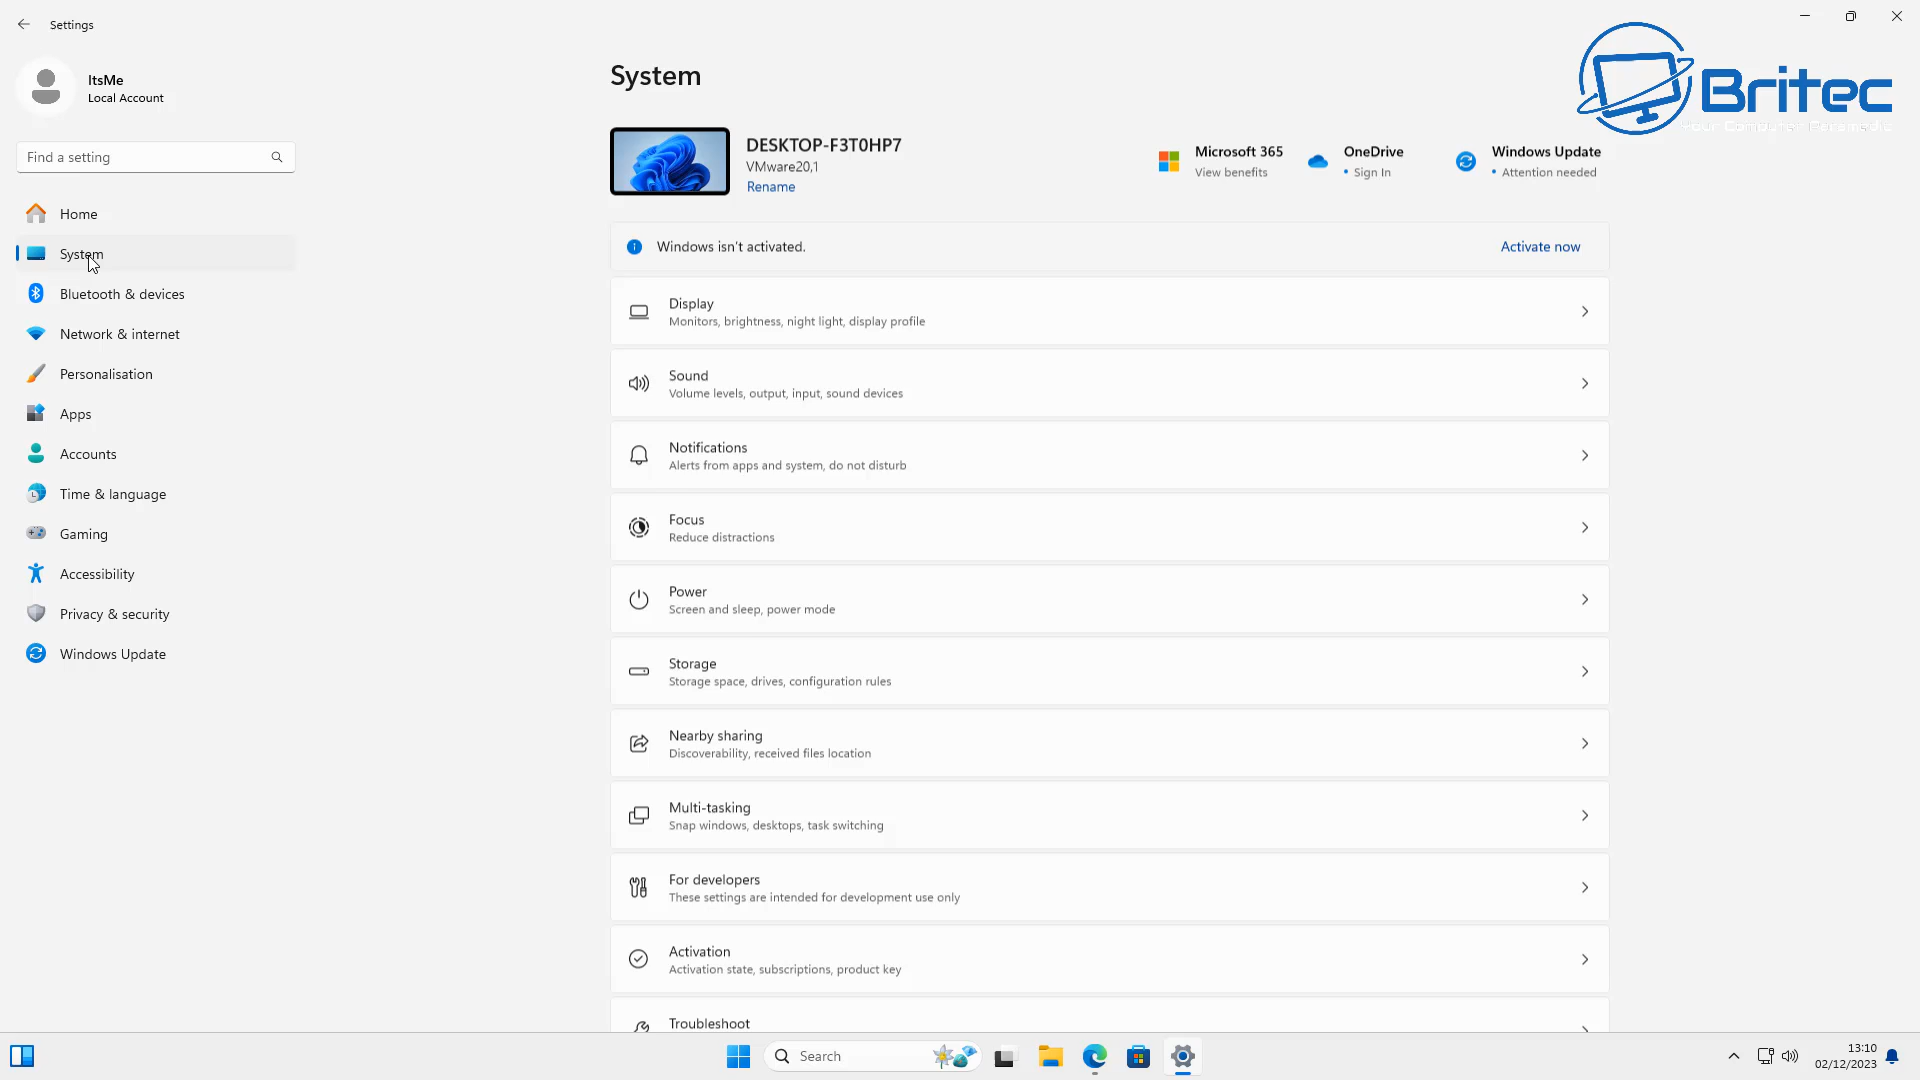 Settings
ItsMe
Local Account
Find a setting
Home
System
Bluetooth & devices
Network & internet
Personalisation
Apps
Accounts
Time & language
Gaming
Accessibility
Privacy & security
Windows Update
System
DESKTOP-F3T0HP7
VMware20,1
Rename
Microsoft 365
View benefits
OneDrive
• Sign In
Windows Update
• Attention needed
Britec
Your Computer Paramedic
Windows isn't activated.
Activate now
Display
Monitors, brightness, night light, display profile
Sound
Volume levels, output, input, sound devices
Notifications
Alerts from apps and system, do not disturb
Focus
Reduce distractions
Power
Screen and sleep, power mode
Storage
Storage space, drives, configuration rules
Nearby sharing
Discoverability, received files location
Multi-tasking
Snap windows, desktops, task switching
For developers
These settings are intended for development use only
Activation
Activation state, subscriptions, product key
Troubleshoot
Search
13:10
02/12/2023